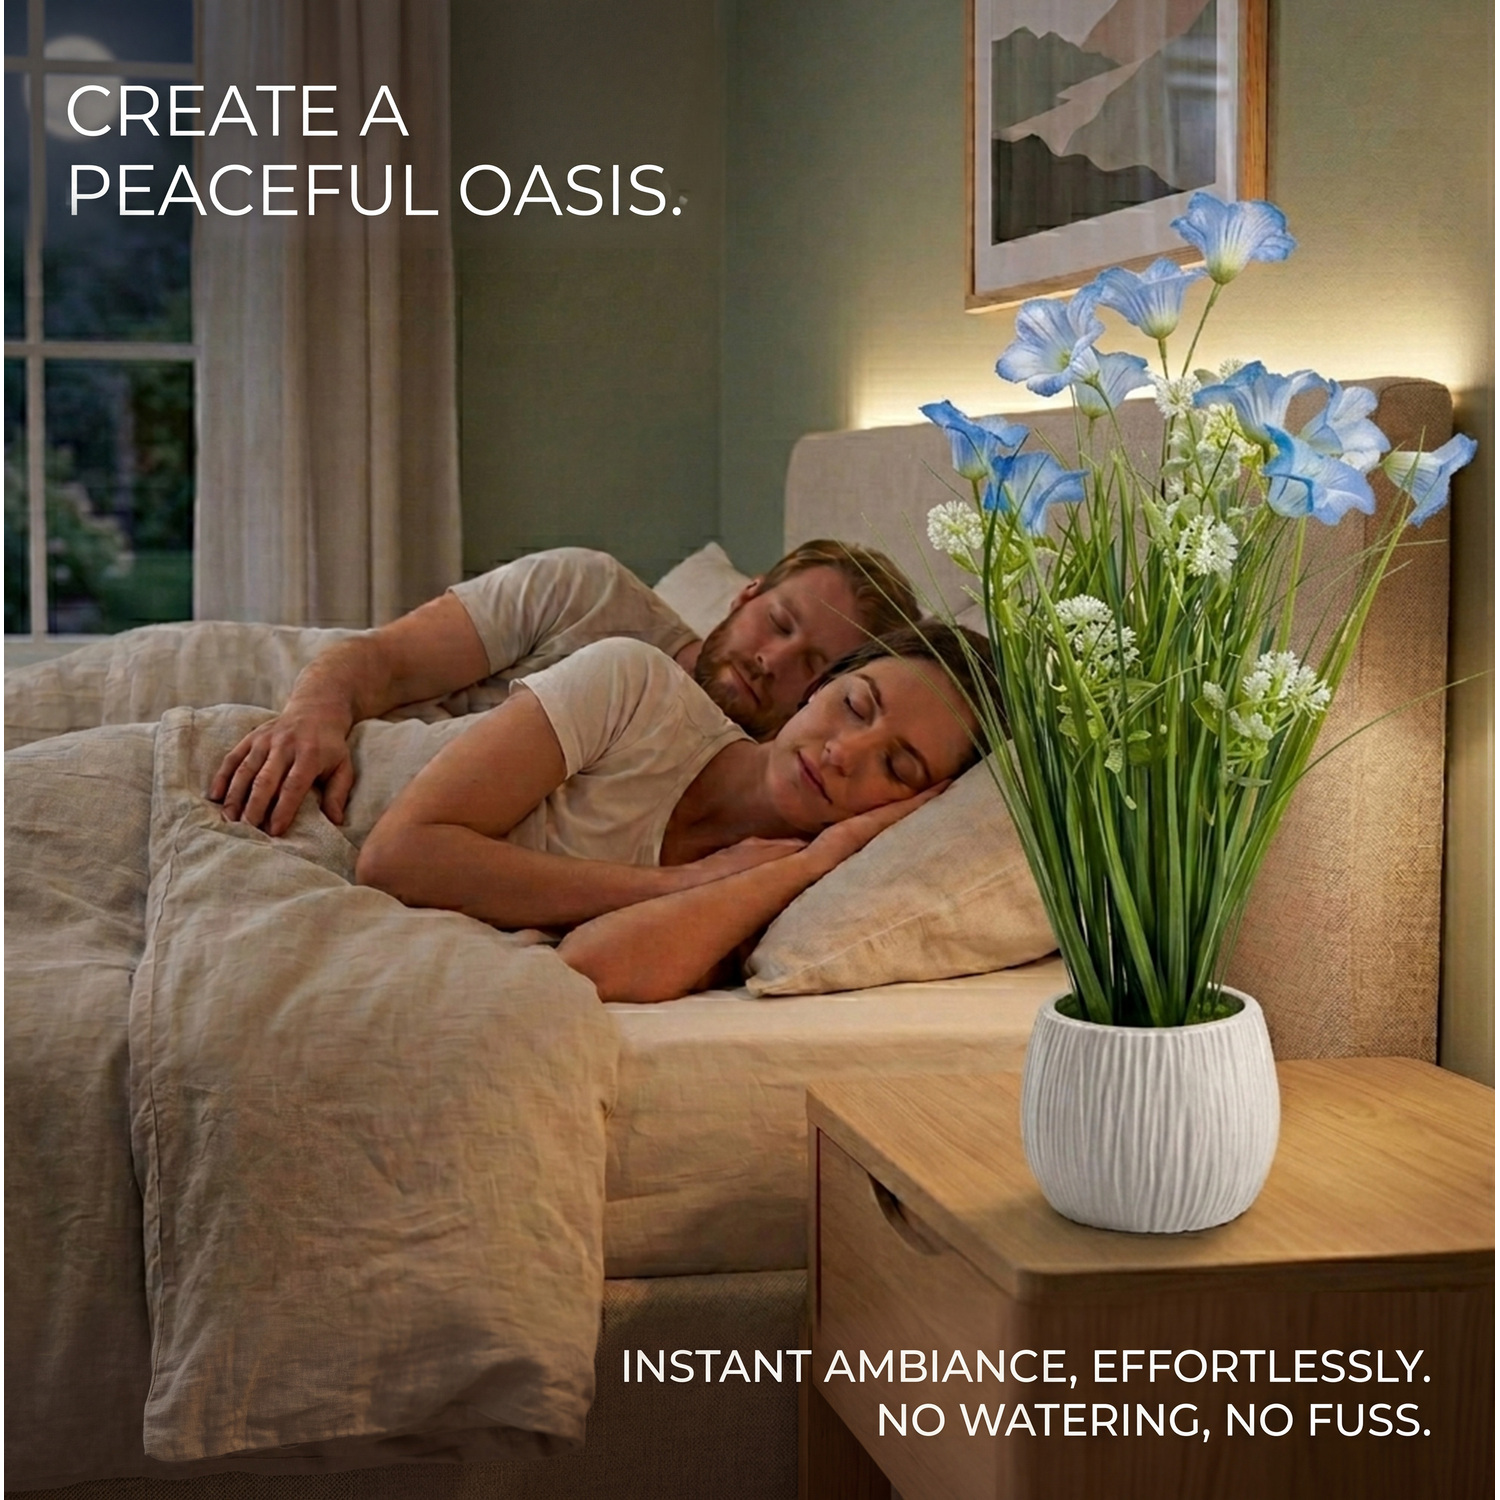 CREATE A
PEACEFUL OASIS.
INSTANT AMBIANCE, EFFORTLESSLY.
NO WATERING, NO FUSS.